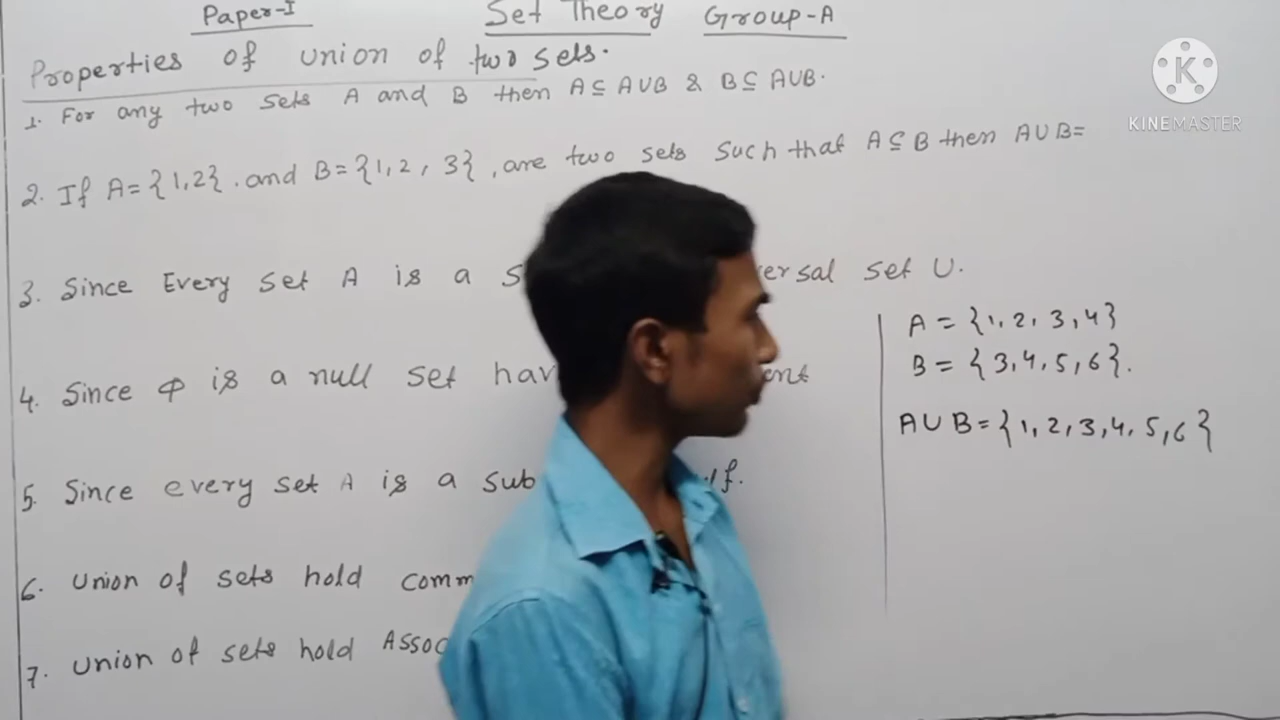 Paper-I Set Theory Group-A
Properties of union of two sets.
1. For any two sets A and B then A⊆ A∪B & B⊆ A∪B.
2. If A={1,2}. and B={1,2, 3}, are two sets such that A⊆B then A∪B=
3. Since Every set A is a s ersal set U.
4. Since φ is a null set hav ent
5. Since every set A is a sub lf.
6. Union of sets hold comm
7. Union of sets hold Assoc
A = {1,2,3,4}
B = {3,4,5,6}.
A∪B={1,2,3,4,5,6}
K
KINEMASTER